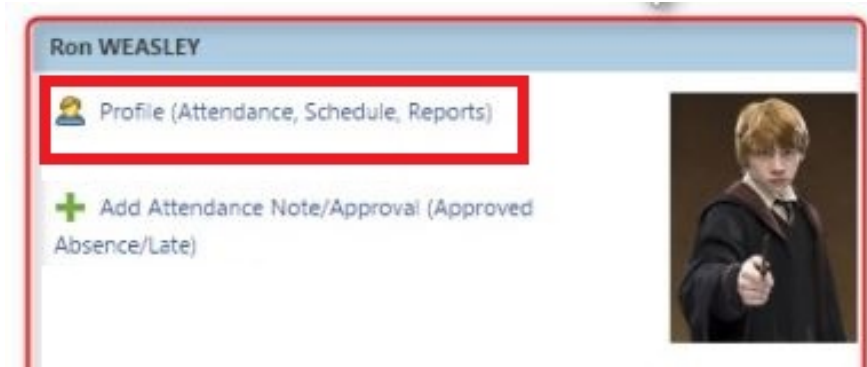 Ron WEASLEY
Profile (Attendance, Schedule, Reports)
Add Attendance Note/Approval (Approved
Absence/Late)